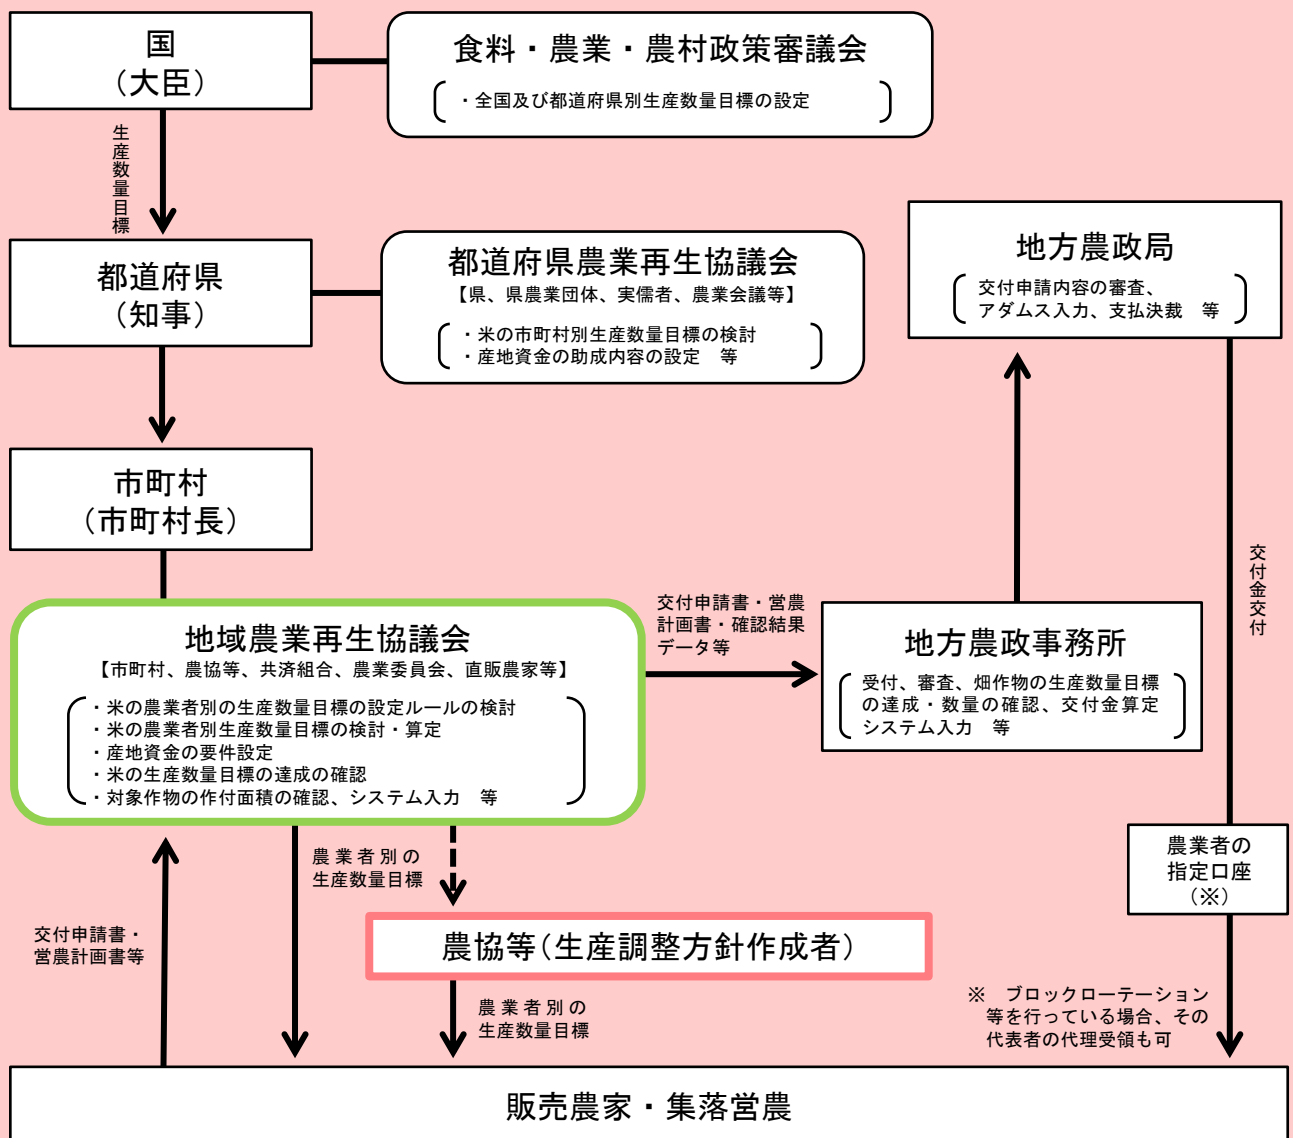 国
（大臣）
食料・農業・農村政策審議会
・全国及び都道府県別生産数量目標の設定
生産数量目標
都道府県
（知事）
都道府県農業再生協議会
【県、県農業団体、実儒者、農業会議等】
・米の市町村別生産数量目標の検討
・産地資金の助成内容の設定　等
地方農政局
交付申請内容の審査、
アダムス入力、支払決裁　等
市町村
（市町村長）
地域農業再生協議会
【市町村、農協等、共済組合、農業委員会、直販農家等】
・米の農業者別の生産数量目標の設定ルールの検討
・米の農業者別生産数量目標の検討・算定
・産地資金の要件設定
・米の生産数量目標の達成の確認
・対象作物の作付面積の確認、システム入力　等
交付申請書・営農
計画書・確認結果
データ等
地方農政事務所
受付、審査、畑作物の生産数量目標
の達成・数量の確認、交付金算定
システム入力　等
交付金交付
農業者の
指定口座
（※）
農業者別の
生産数量目標
交付申請書・
営農計画書等
農協等（生産調整方針作成者）
農業者別の
生産数量目標
※　ブロックローテーション
等を行っている場合、その
代表者の代理受領も可
販売農家・集落営農